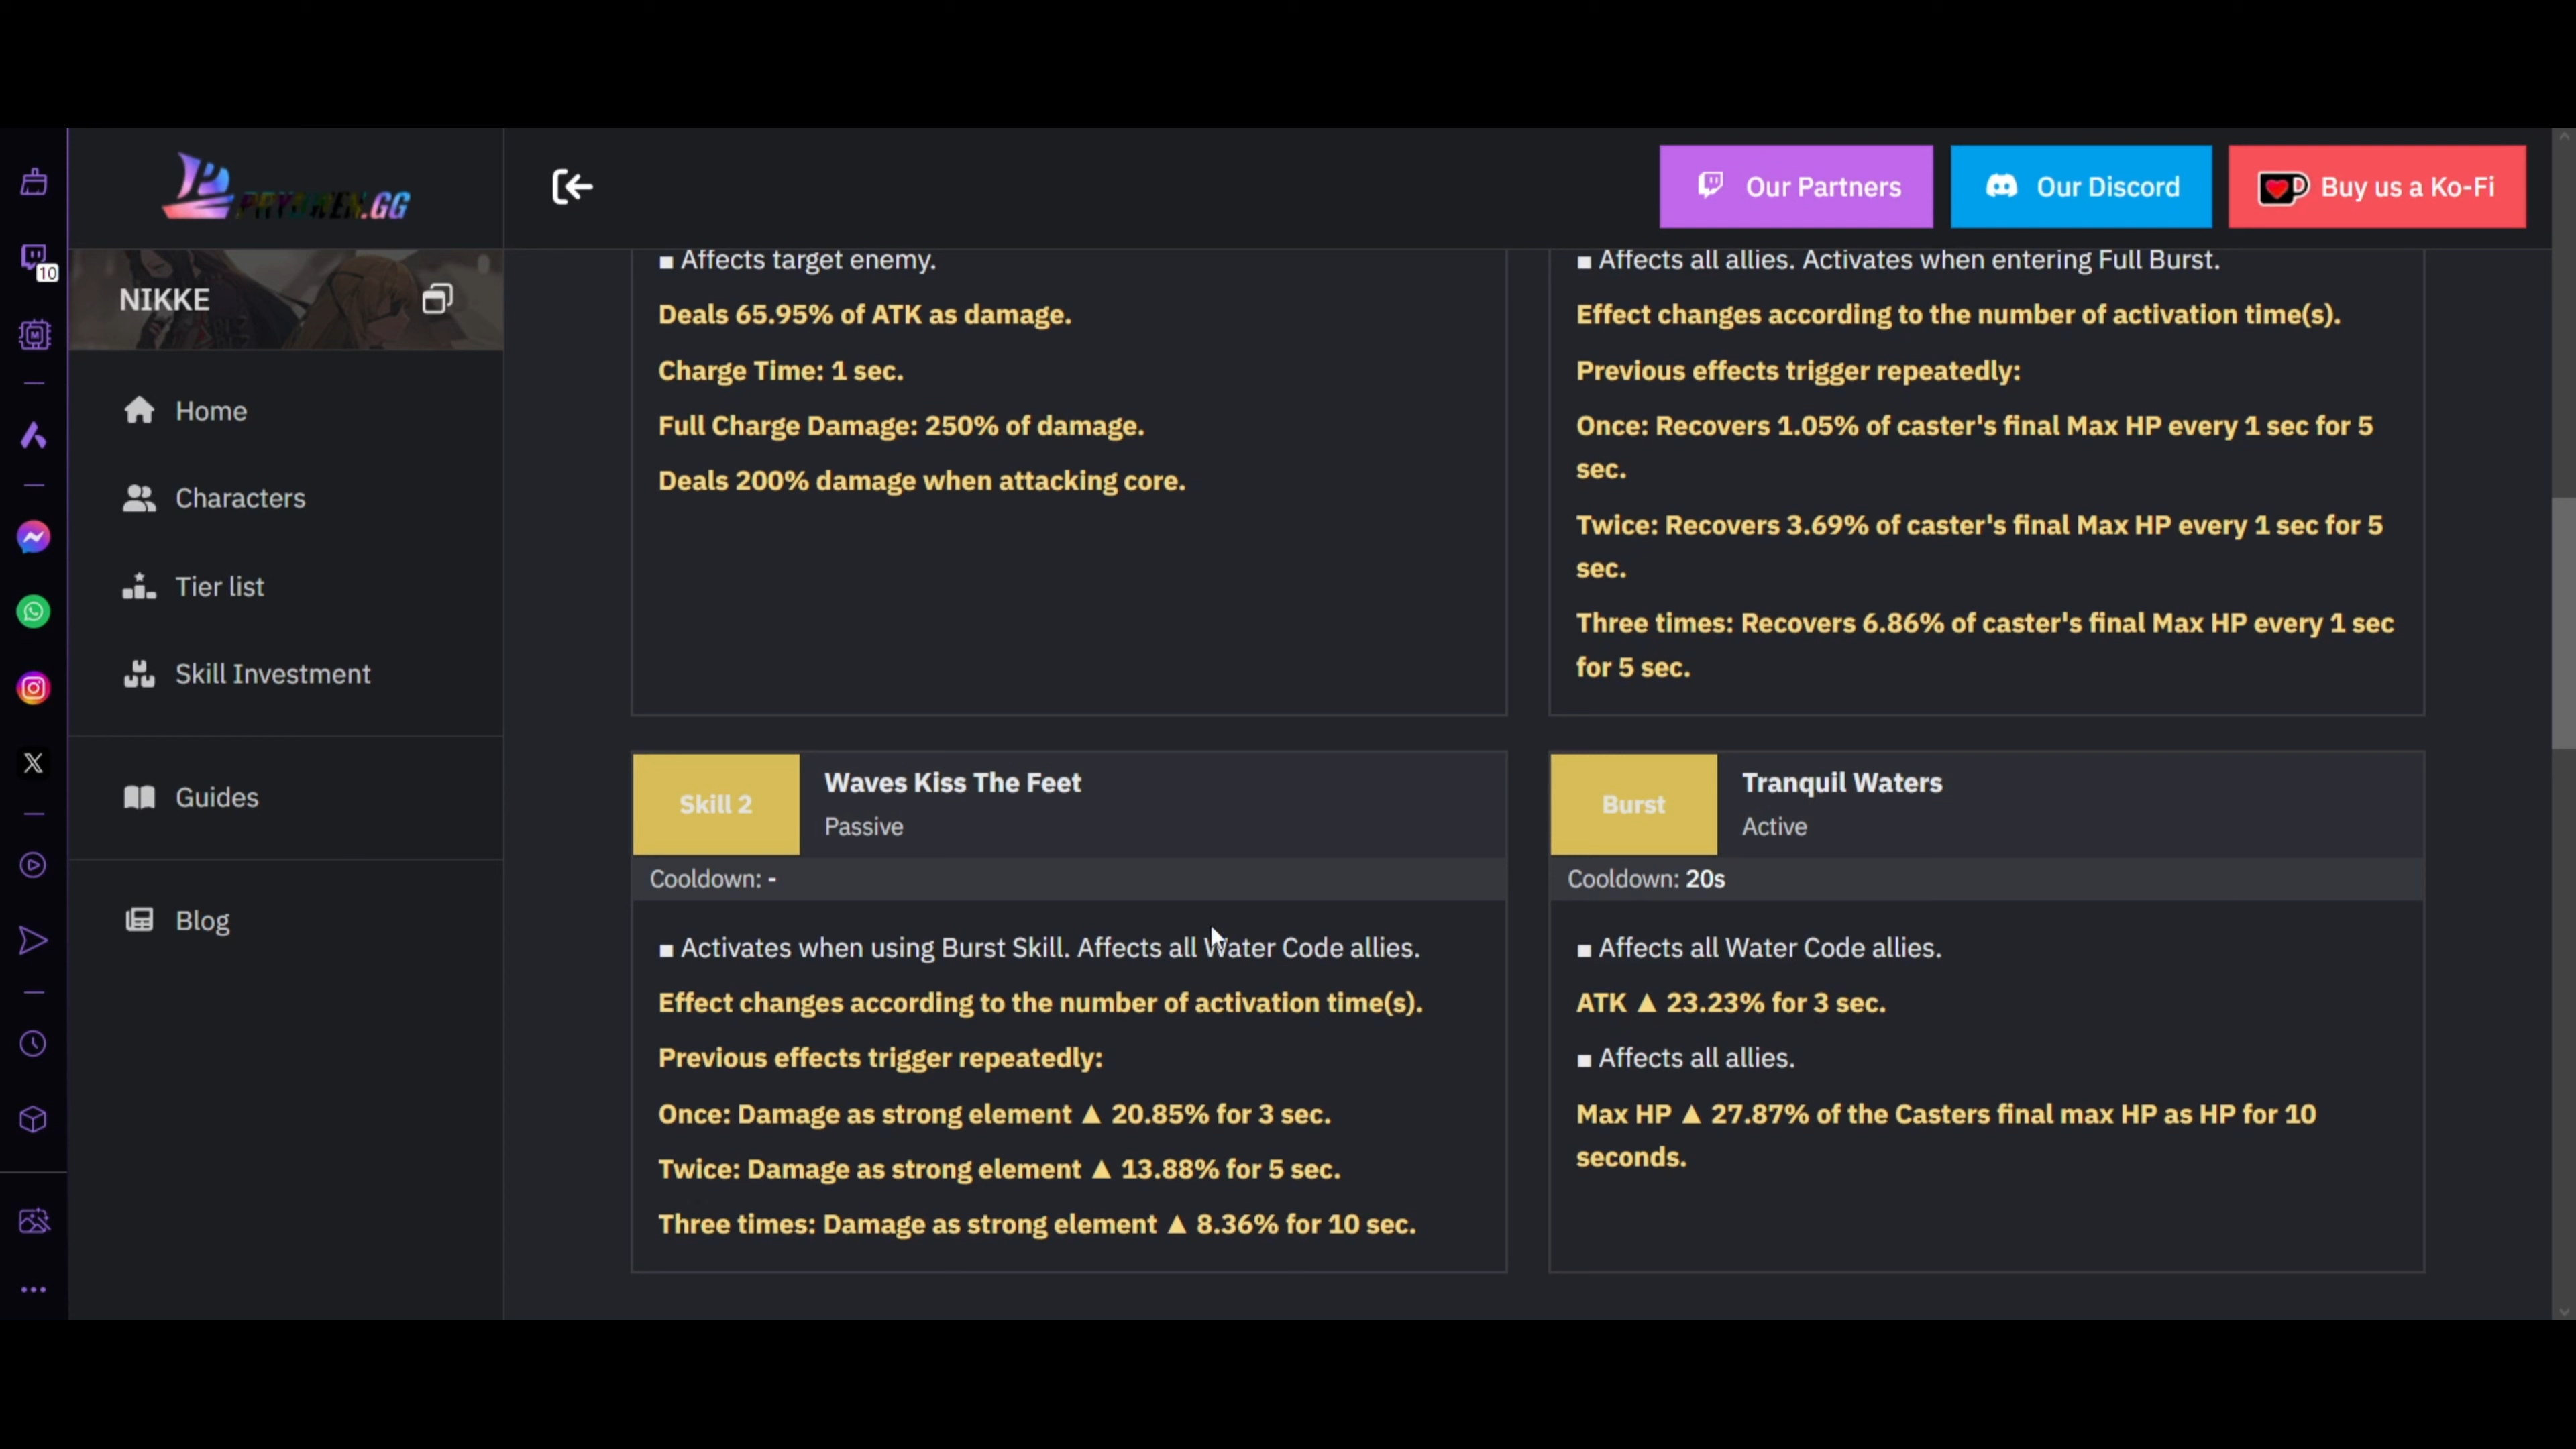 PRYDWEN.GG
Our Partners
Our Discord
Buy us a Ko-Fi
10
NIKKE
Home
Characters
Tier list
Skill Investment
Guides
Blog
■ Affects target enemy.
Deals 65.95% of ATK as damage.
Charge Time: 1 sec.
Full Charge Damage: 250% of damage.
Deals 200% damage when attacking core.
■ Affects all allies. Activates when entering Full Burst.
Effect changes according to the number of activation time(s).
Previous effects trigger repeatedly:
Once: Recovers 1.05% of caster's final Max HP every 1 sec for 5
sec.
Twice: Recovers 3.69% of caster's final Max HP every 1 sec for 5
sec.
Three times: Recovers 6.86% of caster's final Max HP every 1 sec
for 5 sec.
Skill 2
Waves Kiss The Feet
Passive
Cooldown: -
■ Activates when using Burst Skill. Affects all Water Code allies.
Effect changes according to the number of activation time(s).
Previous effects trigger repeatedly:
Once: Damage as strong element ▲ 20.85% for 3 sec.
Twice: Damage as strong element ▲ 13.88% for 5 sec.
Three times: Damage as strong element ▲ 8.36% for 10 sec.
Burst
Tranquil Waters
Active
Cooldown: 20s
■ Affects all Water Code allies.
ATK ▲ 23.23% for 3 sec.
■ Affects all allies.
Max HP ▲ 27.87% of the Casters final max HP as HP for 10
seconds.